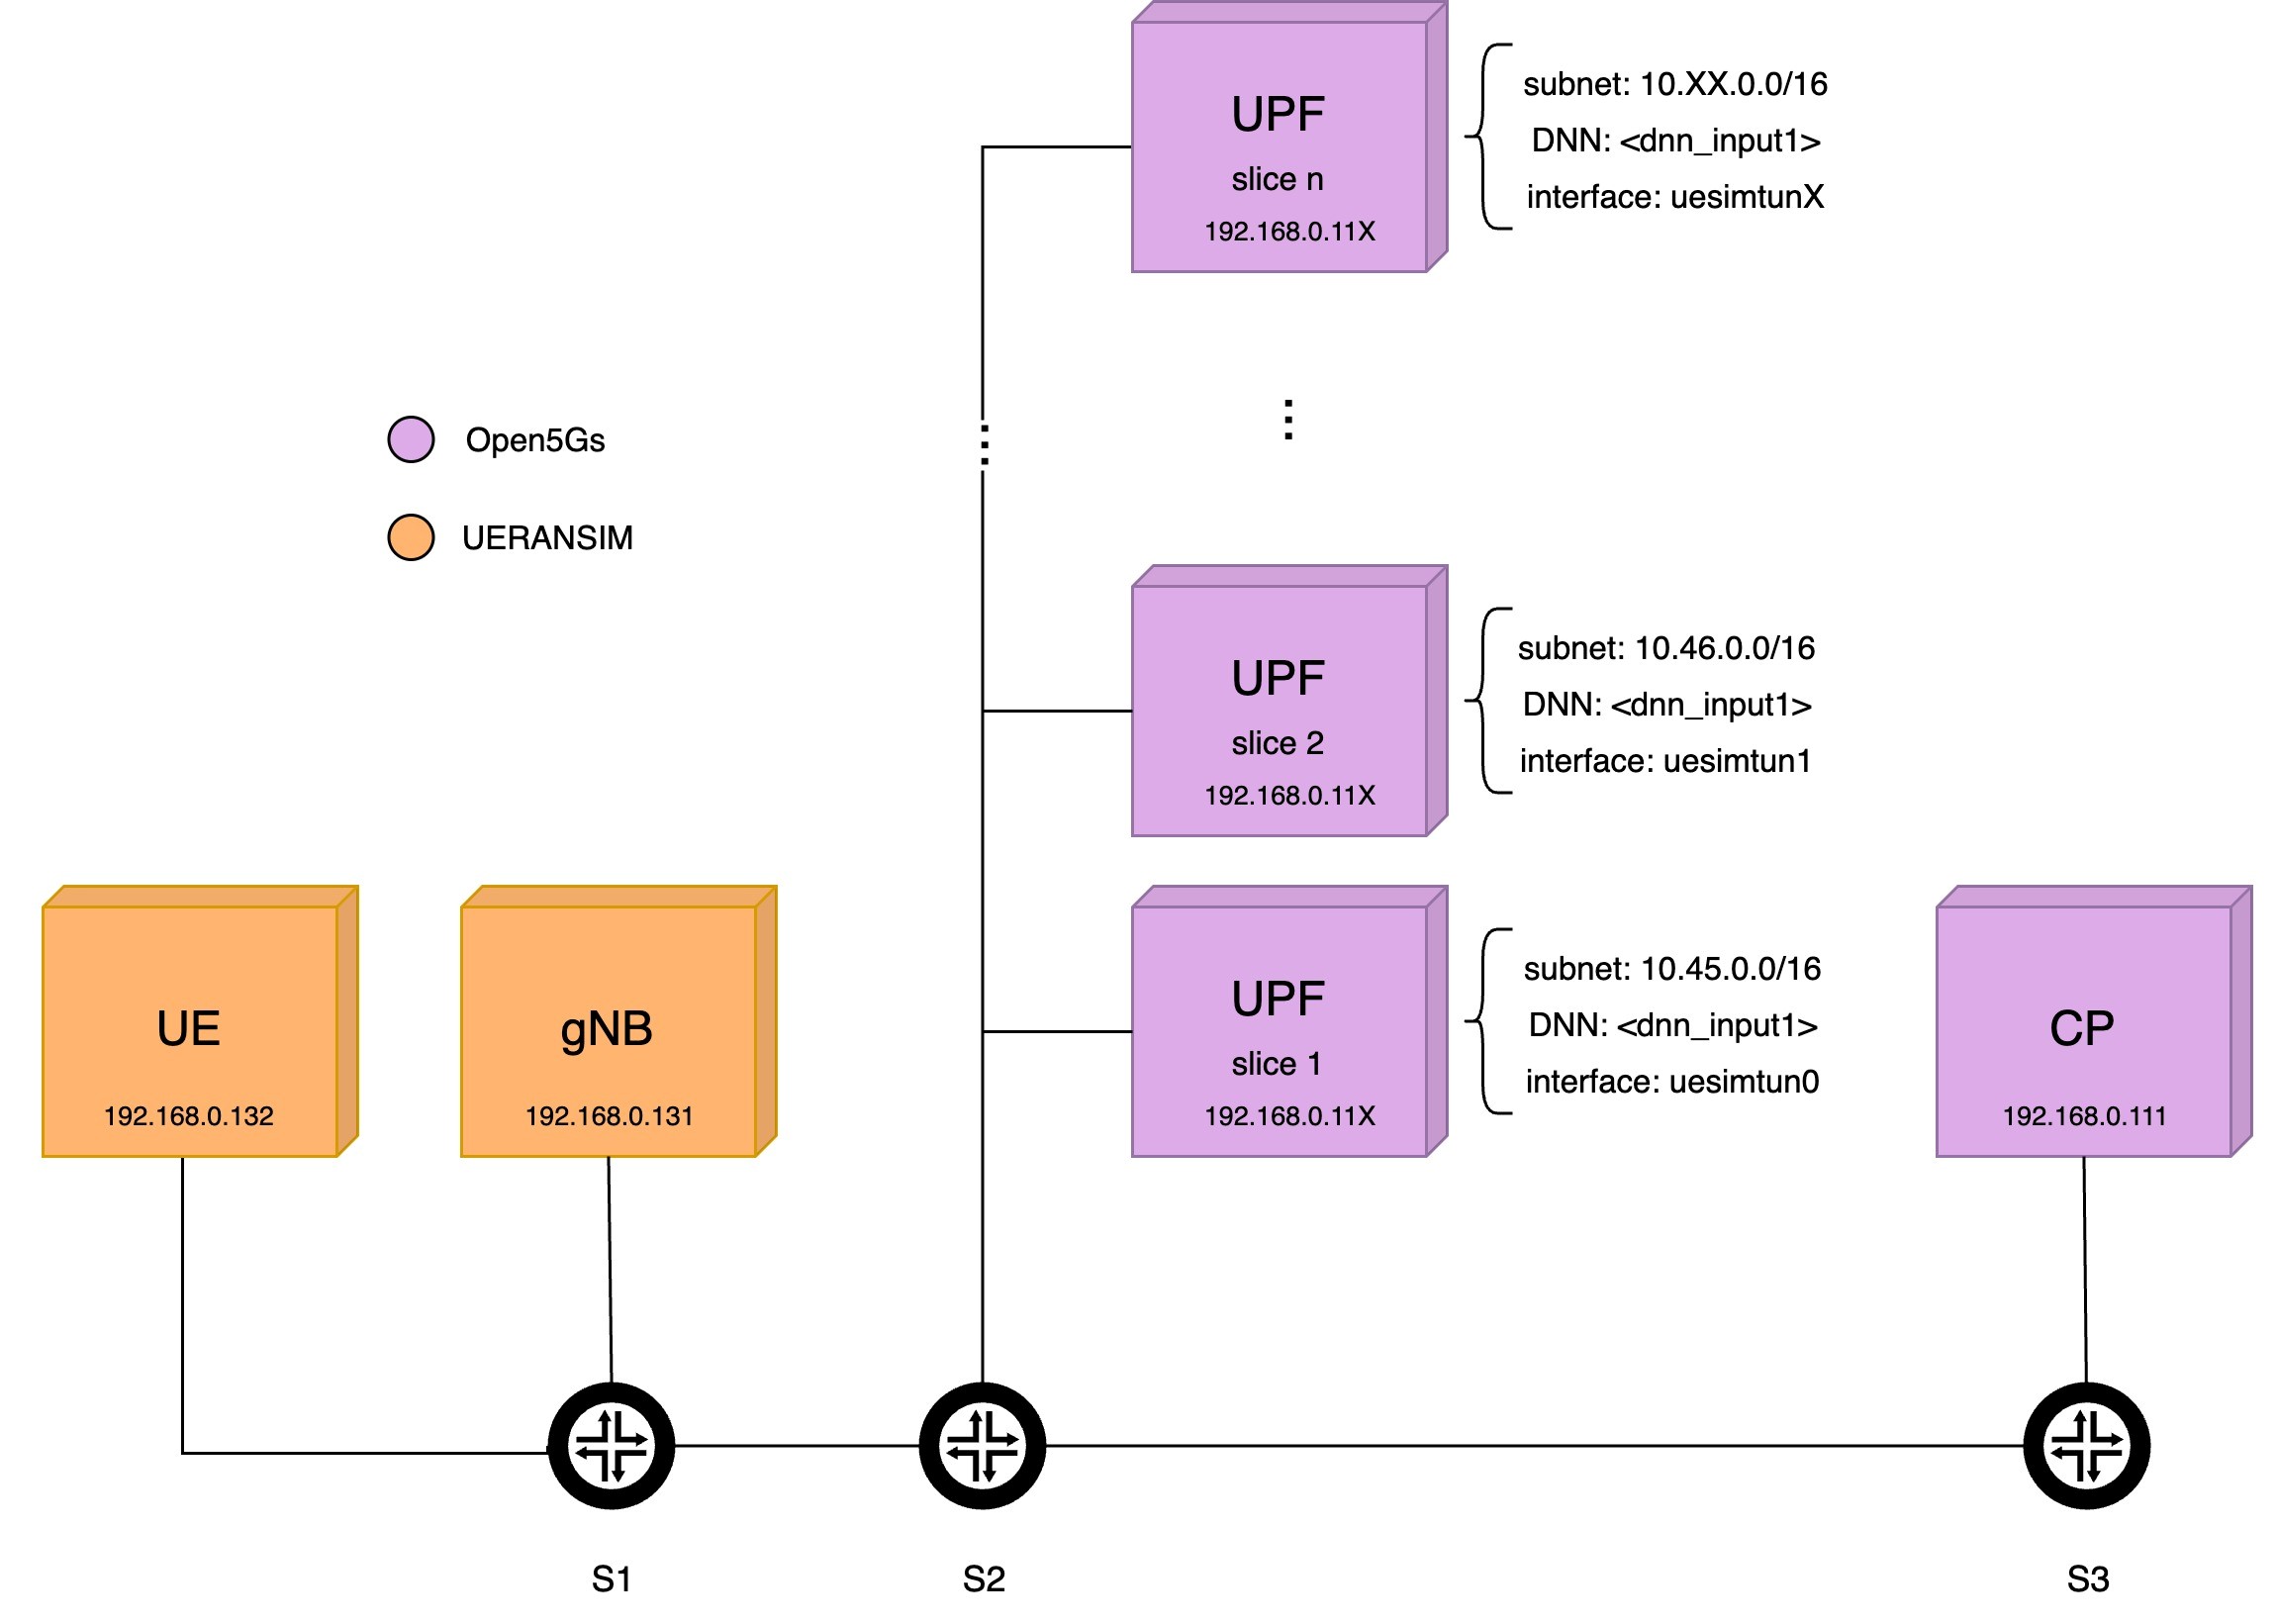 UPF
slice n
192.168.0.11X
subnet: 10.XX.0.0/16
DNN: <dnn_input1>
interface: uesimtunX
Open5Gs
UERANSIM
UPF
slice 2
192.168.0.11X
subnet: 10.46.0.0/16
DNN: <dnn_input1>
interface: uesimtun1
UE
192.168.0.132
gNB
192.168.0.131
UPF
slice 1
192.168.0.11X
subnet: 10.45.0.0/16
DNN: <dnn_input1>
interface: uesimtun0
CP
192.168.0.111
S1
S2
S3